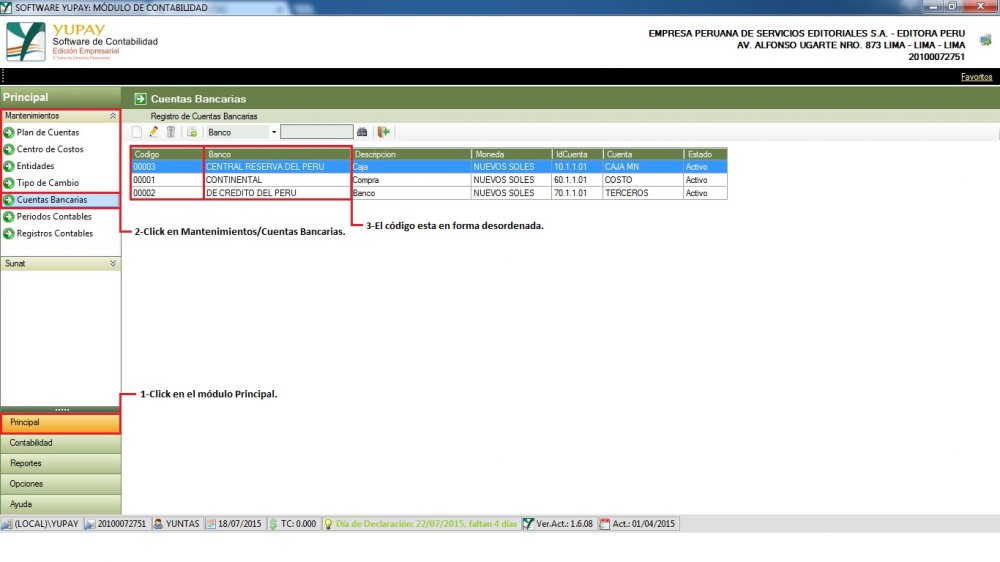 SOFTWARE YUPAY: MÓDULO DE CONTABILIDAD
YUPAY
Software de Contabilidad
Edición Empresarial
© Todos los Derechos Reservados
EMPRESA PERUANA DE SERVICIOS EDITORIALES S.A. - EDITORA PERU
AV. ALFONSO UGARTE NRO. 873 LIMA - LIMA - LIMA
20100072751
Favoritos
Principal
Mantenimientos
Plan de Cuentas
Centro de Costos
Entidades
Tipo de Cambio
Cuentas Bancarias
Periodos Contables
Registros Contables
Sunat
Principal
Contabilidad
Reportes
Opciones
Ayuda
Cuentas Bancarias
Registro de Cuentas Bancarias
Banco
Codigo Banco Descripcion Moneda IdCuenta Cuenta Estado
00003 CENTRAL RESERVA DEL PERU Caja NUEVOS SOLES 10.1.1.01 CAJA MN Activo
00001 CONTINENTAL Compra NUEVOS SOLES 60.1.1.01 COSTO Activo
00002 DE CREDITO DEL PERU Banco NUEVOS SOLES 70.1.1.01 TERCEROS Activo
3-El código esta en forma desordenada.
2-Click en Mantenimientos/Cuentas Bancarias.
1-Click en el módulo Principal.
(LOCAL)\YUPAY 20100072751 YUNTAS 18/07/2015 TC: 0.000 Día de Declaración: 22/07/2015, faltan 4 días Ver.Act.: 1.6.08 Act.: 01/04/2015